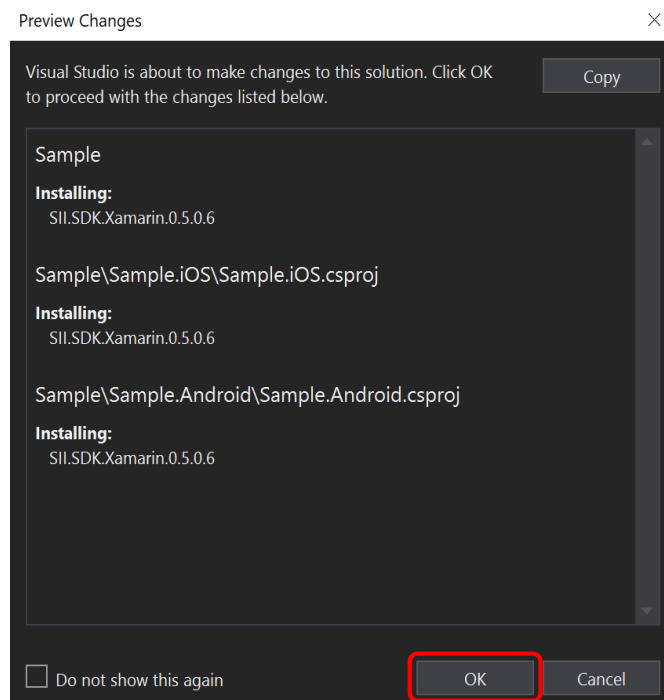 Preview Changes
Visual Studio is about to make changes to this solution. Click OK
to proceed with the changes listed below.
Copy
Sample
Installing:
SII.SDK.Xamarin.0.5.0.6
Sample\Sample.iOS\Sample.iOS.csproj
Installing:
SII.SDK.Xamarin.0.5.0.6
Sample\Sample.Android\Sample.Android.csproj
Installing:
SII.SDK.Xamarin.0.5.0.6
Do not show this again
OK
Cancel